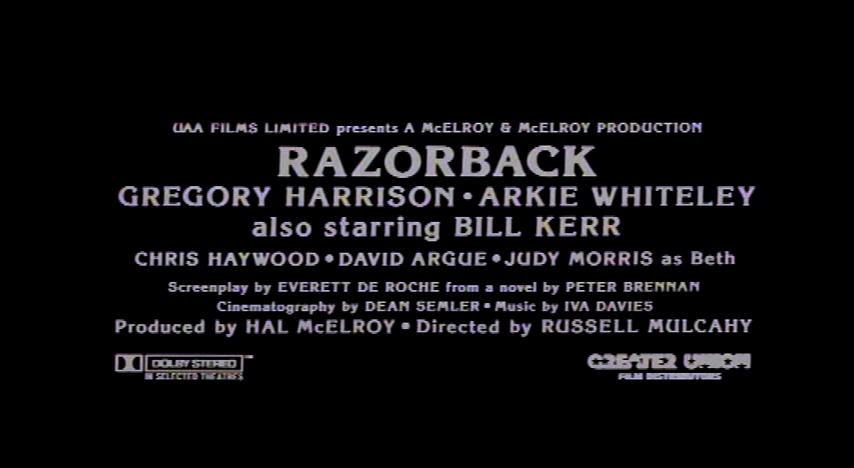 UAA FILMS LIMITED presents A McELROY & McELROY PRODUCTION
RAZORBACK
GREGORY HARRISON • ARKIE WHITELEY
also starring BILL KERR
CHRIS HAYWOOD • DAVID ARGUE • JUDY MORRIS as Beth
Screenplay by EVERETT DE ROCHE from a novel by PETER BRENNAN
Cinematography by DEAN SEMLER • Music by IVA DAVIES
Produced by HAL McELROY • Directed by RUSSELL MULCAHY
DOLBY STEREO™
IN SELECTED THEATRES
GREATER UNION
FILM DISTRIBUTORS